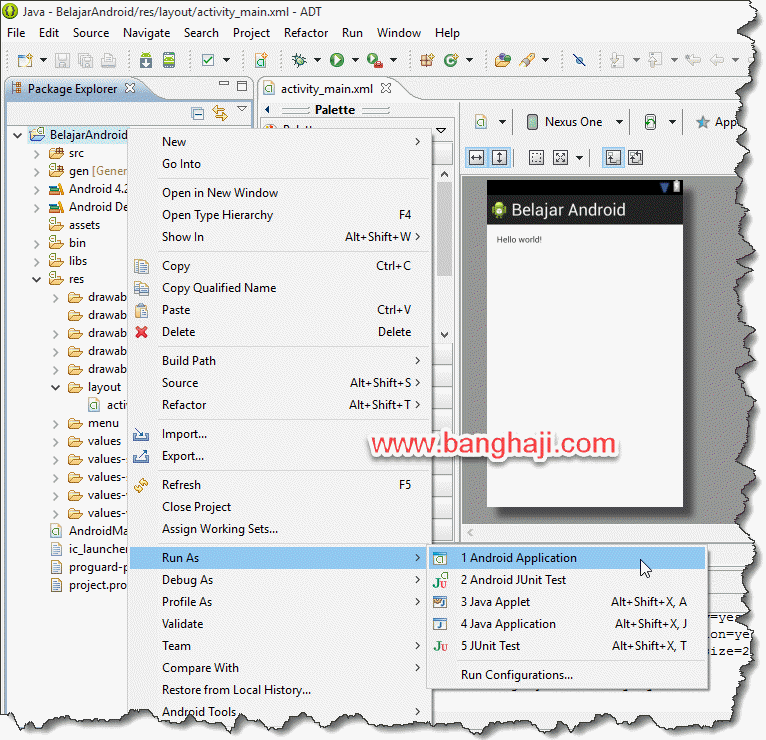 Java - BelajarAndroid/res/layout/activity_main.xml - ADT
File Edit Source Navigate Search Project Refactor Run Window Help
Package Explorer
BelajarAndroid
src
gen [Gener
Android 4.2
Android De
assets
bin
libs
res
drawab
drawab
drawab
drawab
drawab
layout
activ
menu
values
values-
values-
values-
values-
AndroidMa
ic_launcher
proguard-p
project.pro
New
Go Into
Open in New Window
Open Type Hierarchy F4
Show In Alt+Shift+W
Copy Ctrl+C
Copy Qualified Name
Paste Ctrl+V
Delete Delete
Build Path
Source Alt+Shift+S
Refactor Alt+Shift+T
Import...
Export...
Refresh F5
Close Project
Assign Working Sets...
Run As
Debug As
Profile As
Validate
Team
Compare With
Restore from Local History...
Android Tools
1 Android Application
2 Android JUnit Test
3 Java Applet Alt+Shift+X, A
4 Java Application Alt+Shift+X, J
5 JUnit Test Alt+Shift+X, T
Run Configurations...
activity_main.xml
Palette
Nexus One
App
Belajar Android
Hello world!
www.banghaji.com
=yes
on=ye
size=2